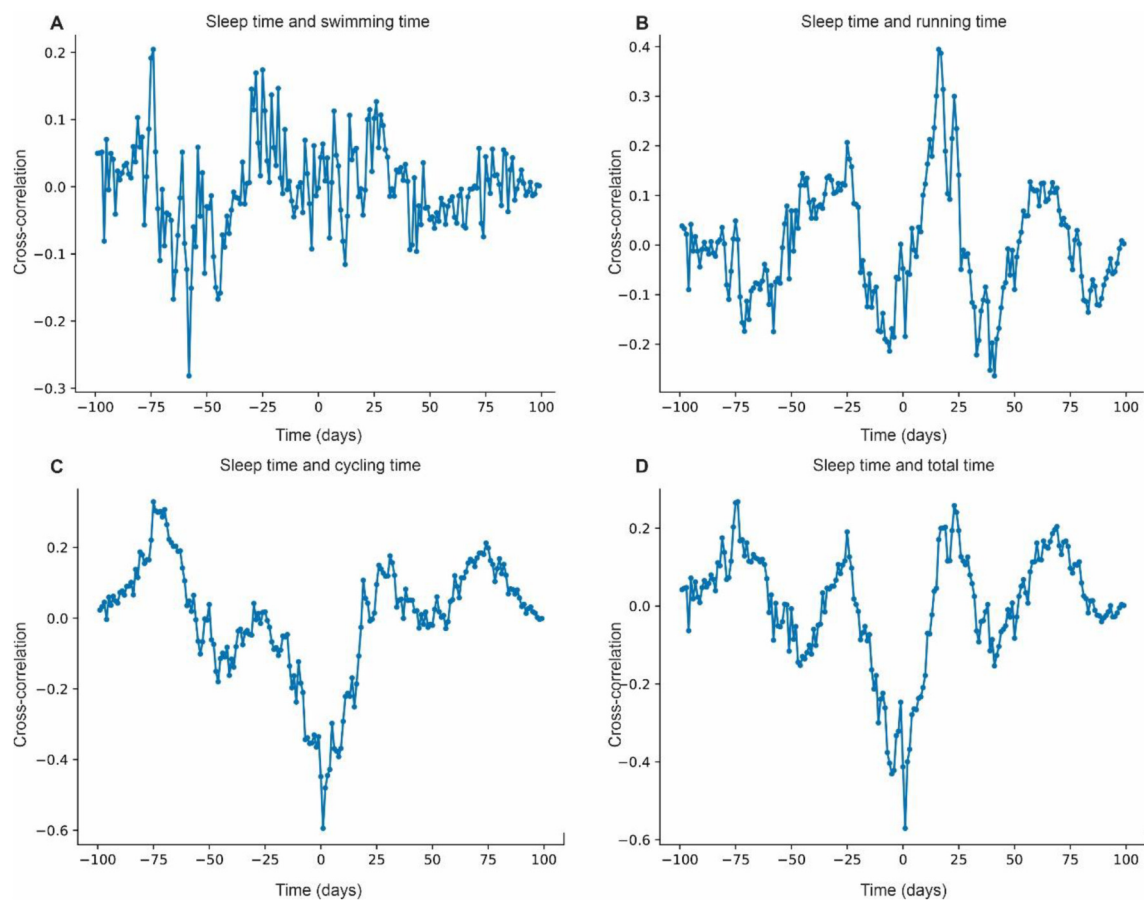 A
Sleep time and swimming time
0.2
0.1
0.0
−0.1
−0.2
−0.3
Cross-correlation
−100 −75 −50 −25 0 25 50 75 100
Time (days)
B
Sleep time and running time
0.4
0.3
0.2
0.1
0.0
−0.1
−0.2
Cross-correlation
−100 −75 −50 −25 0 25 50 75 100
Time (days)
C
Sleep time and cycling time
0.2
0.0
−0.2
−0.4
−0.6
Cross-correlation
−100 −75 −50 −25 0 25 50 75 100
Time (days)
D
Sleep time and total time
0.2
0.0
−0.2
−0.4
−0.6
Cross-correlation
−100 −75 −50 −25 0 25 50 75 100
Time (days)